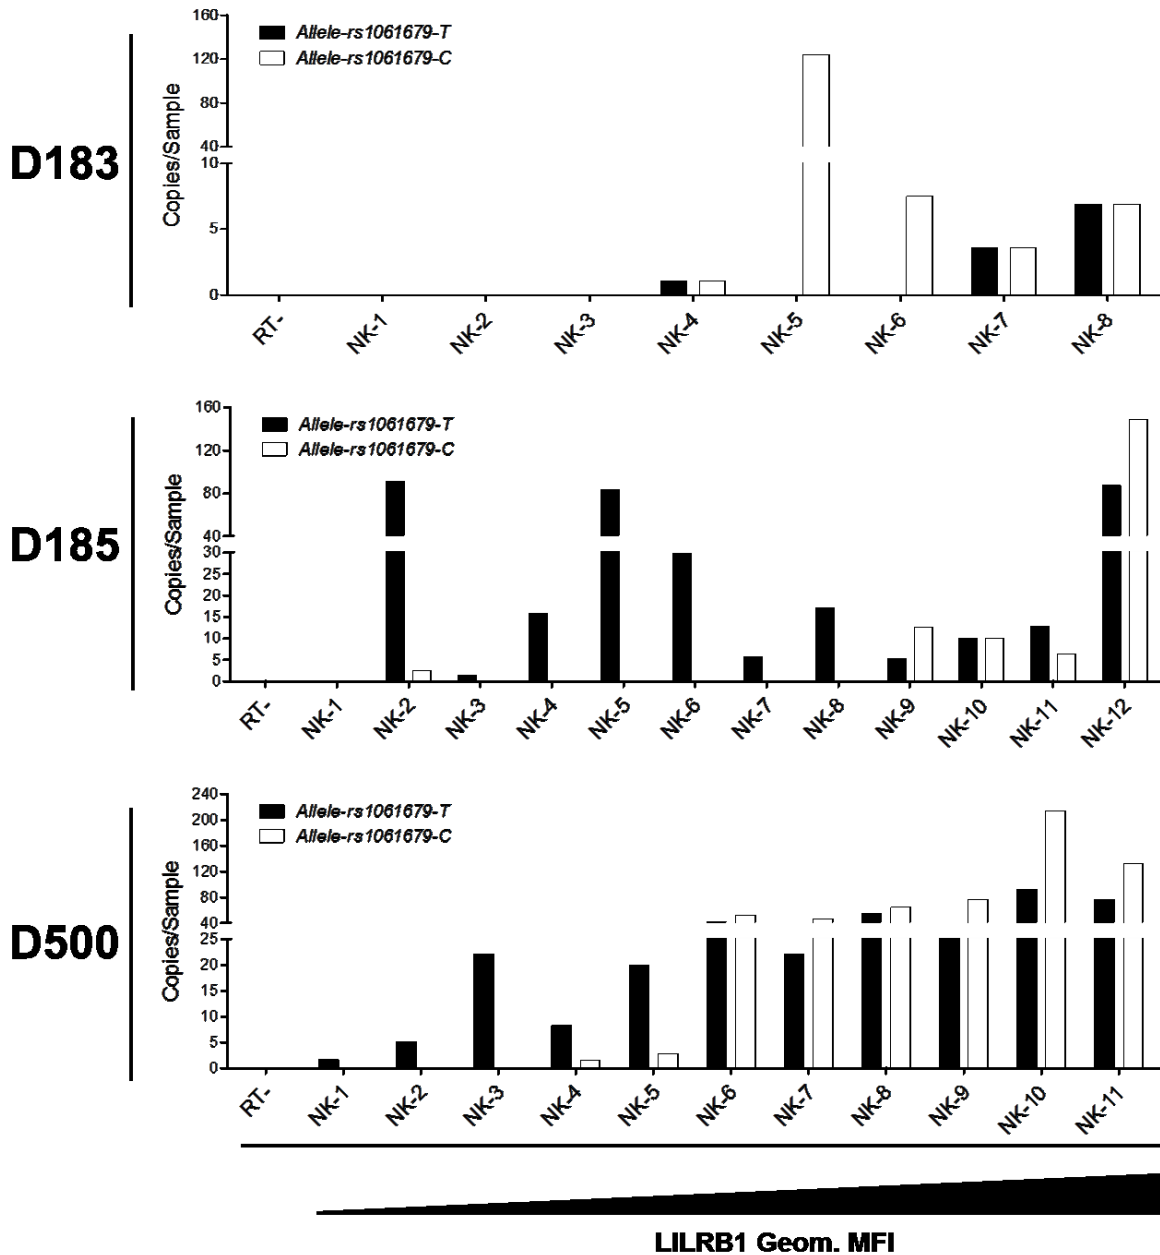 D183
Copies/Sample
160
120
80
40
10
5
0
Allele-rs1061679-T
Allele-rs1061679-C
RT- NK-1 NK-2 NK-3 NK-4 NK-5 NK-6 NK-7 NK-8
D185
Copies/Sample
160
120
80
40
30
25
20
15
10
5
0
Allele-rs1061679-T
Allele-rs1061679-C
RT- NK-1 NK-2 NK-3 NK-4 NK-5 NK-6 NK-7 NK-8 NK-9 NK-10 NK-11 NK-12
D500
Copies/Sample
240
200
160
120
80
40
25
20
15
10
5
0
Allele-rs1061679-T
Allele-rs1061679-C
RT- NK-1 NK-2 NK-3 NK-4 NK-5 NK-6 NK-7 NK-8 NK-9 NK-10 NK-11
LILRB1 Geom. MFI